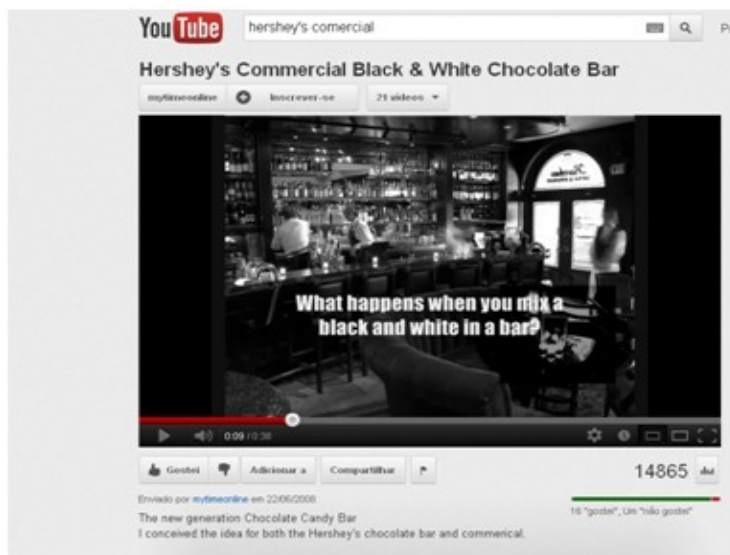 YouTube hershey's comercial
Hershey's Commercial Black & White Chocolate Bar
mytimeonline Inscrever-se 21 videos
What happens when you mix a
black and white in a bar?
0:09 / 0:38
Gostei Adicionar a Compartilhar 14865
Enviado por mytimeonline em 22/06/2008
16 "gostei", Um "não gostei"
The new generation Chocolate Candy Bar
I conceived the idea for both the Hershey's chocolate bar and commerical.